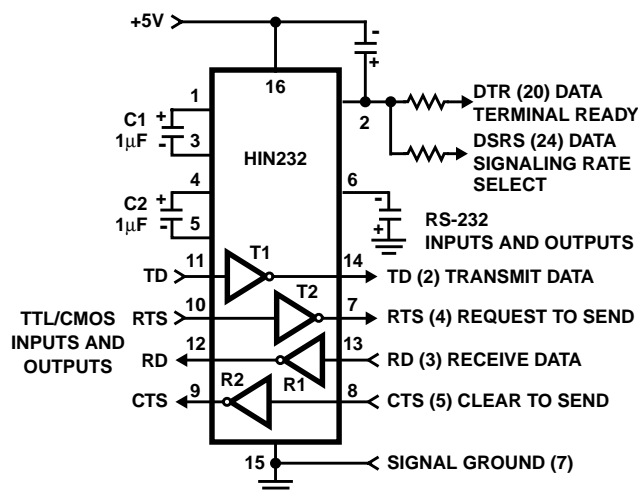 +5V
-
+
1
16
2
DTR (20) DATA
TERMINAL READY
C1
1μF
+
-
3
HIN232
DSRS (24) DATA
SIGNALING RATE
SELECT
4
6
C2
1μF
+
-
5
-
+
RS-232
INPUTS AND OUTPUTS
T1
TD
11
14
TD (2) TRANSMIT DATA
T2
TTL/CMOS
INPUTS AND
OUTPUTS
RTS
10
7
RTS (4) REQUEST TO SEND
RD
12
13
RD (3) RECEIVE DATA
R2
R1
CTS
9
8
CTS (5) CLEAR TO SEND
15
SIGNAL GROUND (7)